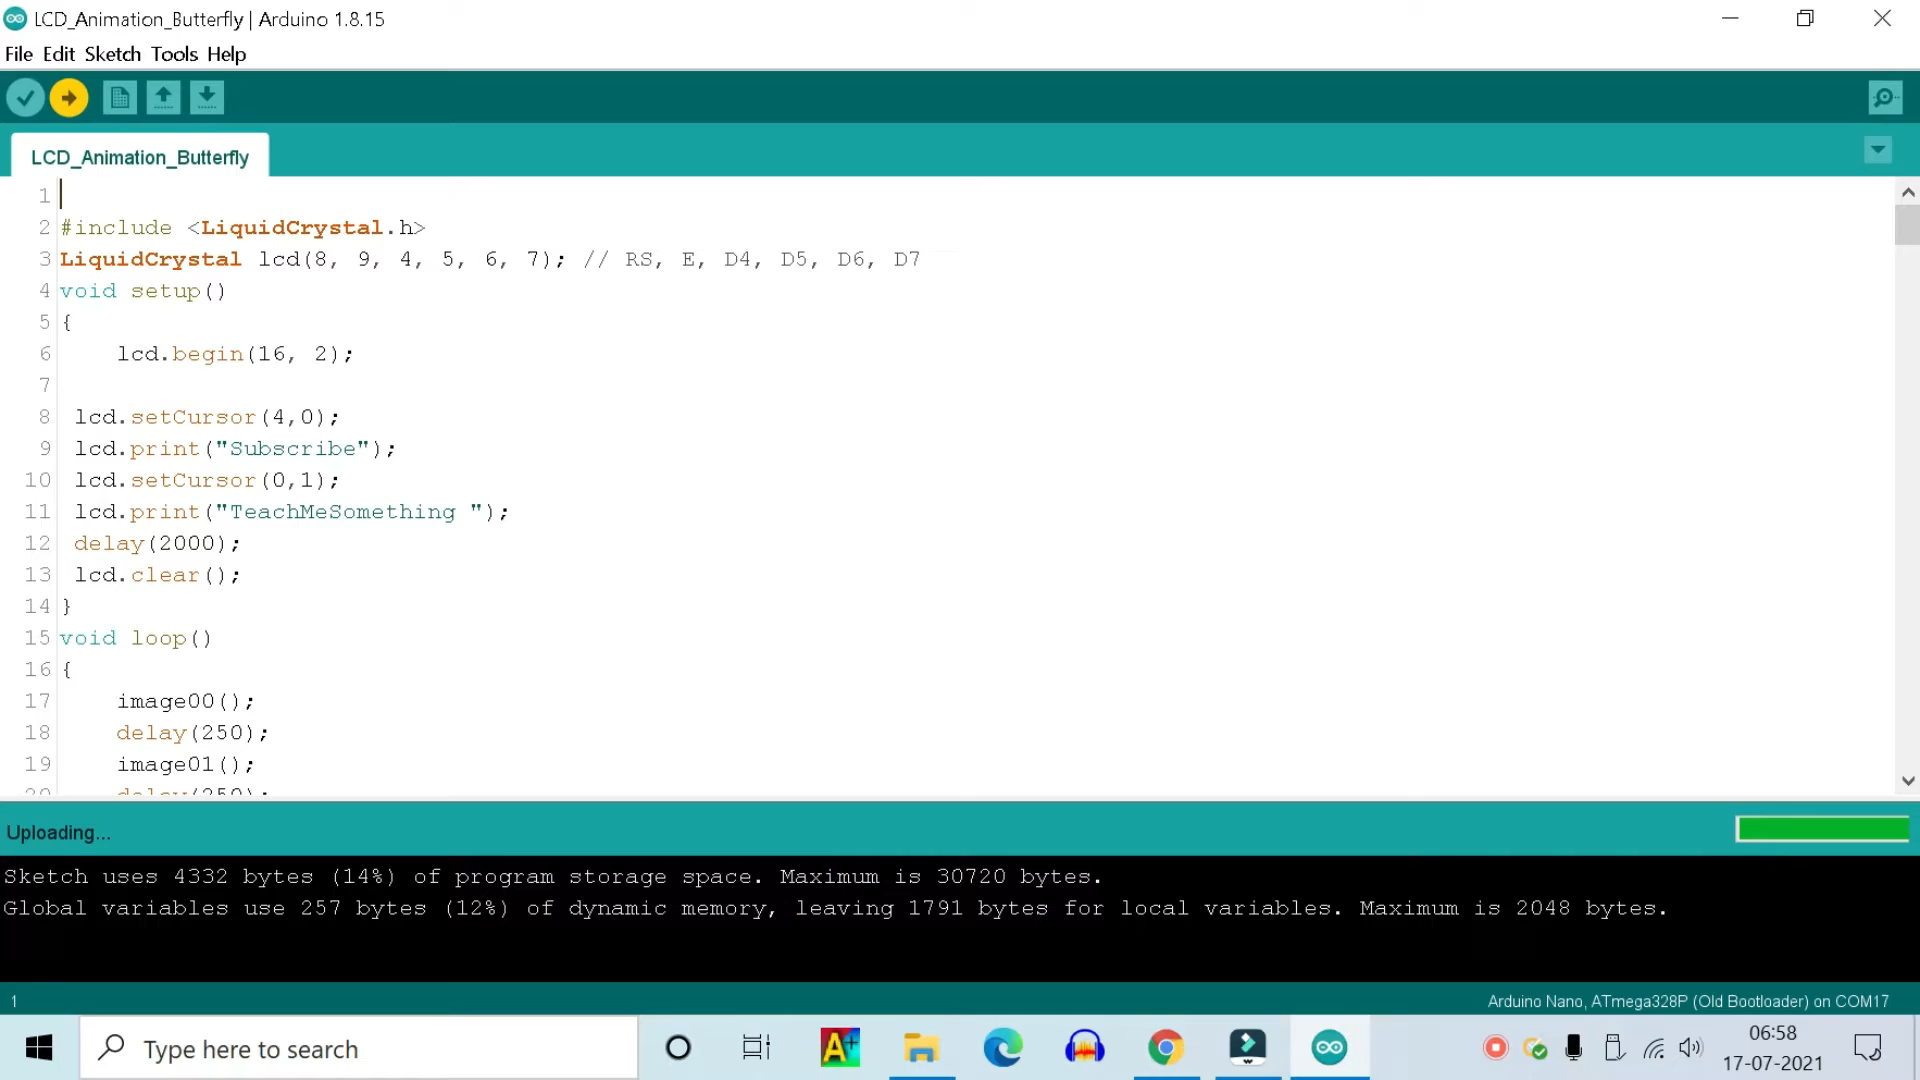 LCD_Animation_Butterfly | Arduino 1.8.15
File Edit Sketch Tools Help
LCD_Animation_Butterfly
1
2 #include <LiquidCrystal.h>
3 LiquidCrystal lcd(8, 9, 4, 5, 6, 7); // RS, E, D4, D5, D6, D7
4 void setup()
5 {
6 lcd.begin(16, 2);
7
8 lcd.setCursor(4,0);
9 lcd.print("Subscribe");
10 lcd.setCursor(0,1);
11 lcd.print("TeachMeSomething ");
12 delay(2000);
13 lcd.clear();
14 }
15 void loop()
16 {
17 image00();
18 delay(250);
19 image01();
20 delay(250);
Uploading...
Sketch uses 4332 bytes (14%) of program storage space. Maximum is 30720 bytes.
Global variables use 257 bytes (12%) of dynamic memory, leaving 1791 bytes for local variables. Maximum is 2048 bytes.
1 Arduino Nano, ATmega328P (Old Bootloader) on COM17
Type here to search
A+
06:58
17-07-2021